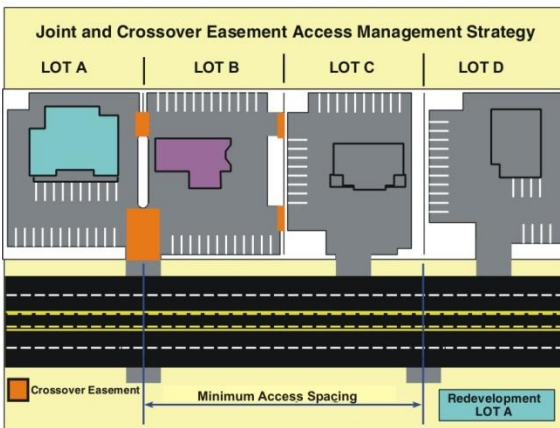 Joint and Crossover Easement Access Management Strategy
LOT A LOT B LOT C LOT D
Crossover Easement
Minimum Access Spacing
Redevelopment
LOT A